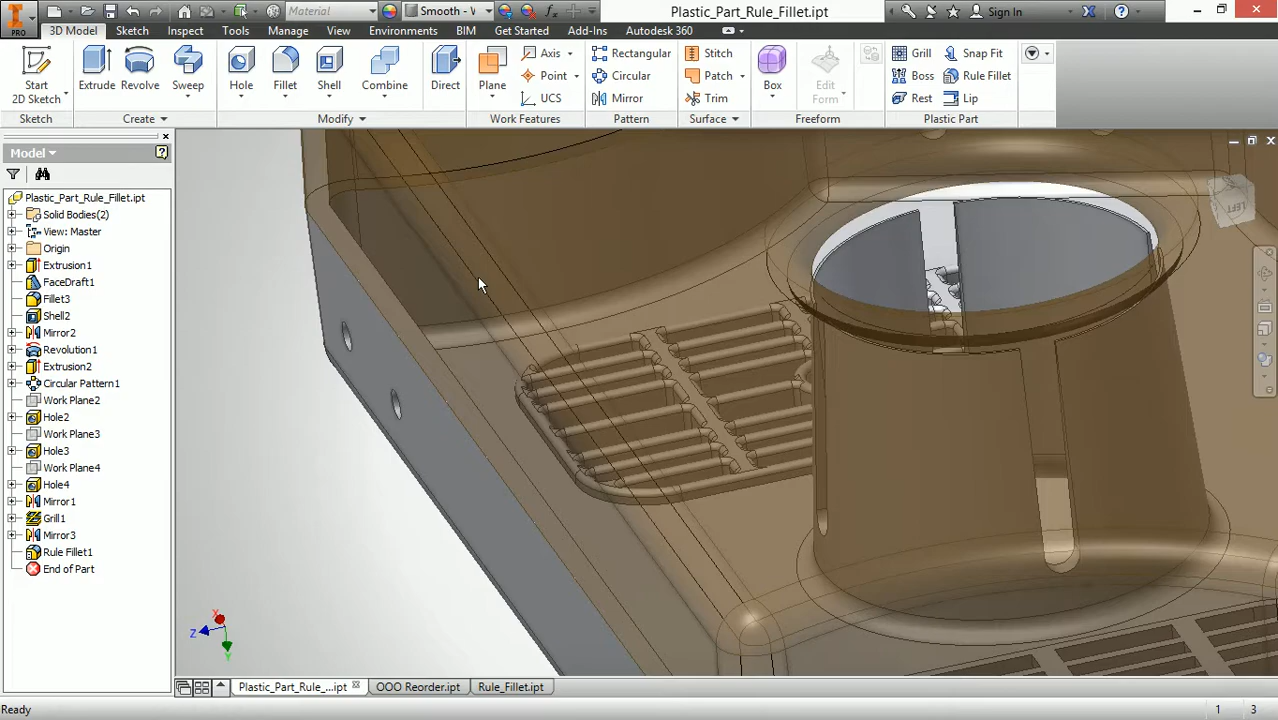 Material
Smooth - W
Plastic_Part_Rule_Fillet.ipt
Sign In
PRO
3D Model
Sketch
Inspect
Tools
Manage
View
Environments
BIM
Get Started
Add-Ins
Autodesk 360
Start
2D Sketch
Extrude
Revolve
Sweep
Hole
Fillet
Shell
Combine
Direct
Plane
Axis
Point
UCS
Rectangular
Circular
Mirror
Stitch
Patch
Trim
Box
Edit
Form
Grill
Boss
Rest
Snap Fit
Rule Fillet
Lip
Sketch
Create
Modify
Work Features
Pattern
Surface
Freeform
Plastic Part
Model
Plastic_Part_Rule_Fillet.ipt
Solid Bodies(2)
View: Master
Origin
Extrusion1
FaceDraft1
Fillet3
Shell2
Mirror2
Revolution1
Extrusion2
Circular Pattern1
Work Plane2
Hole2
Work Plane3
Hole3
Work Plane4
Hole4
Mirror1
Grill1
Mirror3
Rule Fillet1
End of Part
LEFT
X
Z
Y
Plastic_Part_Rule_...ipt
OOO Reorder.ipt
Rule_Fillet.ipt
Ready
1
3